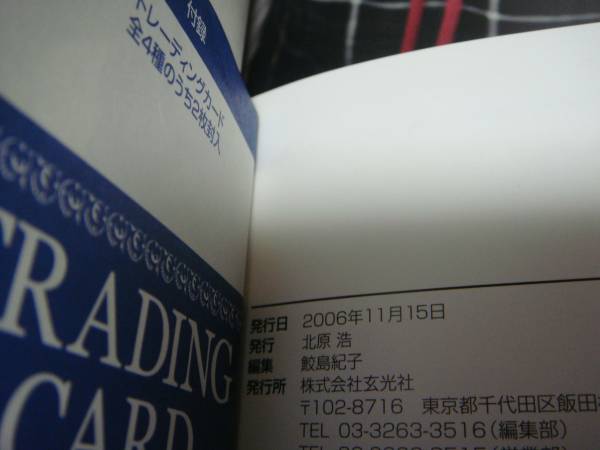 付録
トレーディングカード
全4種のうち2枚封入
TRADING
CARD
発行日 2006年11月15日
発行 北原 浩
編集 鮫島紀子
発行所 株式会社玄光社
〒102-8716 東京都千代田区飯田
TEL 03-3263-3516(編集部)